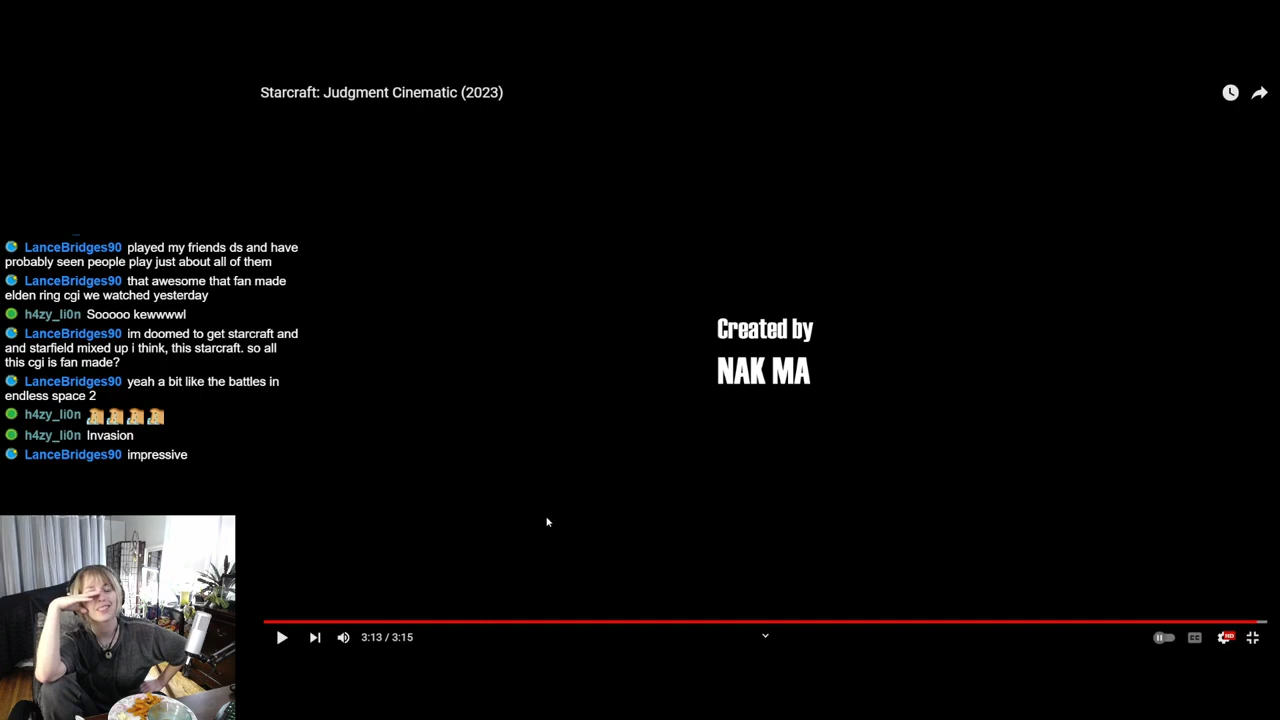 Starcraft: Judgment Cinematic (2023)
LanceBridges90 played my friends ds and have
probably seen people play just about all of them
LanceBridges90 that awesome that fan made
elden ring cgi we watched yesterday
h4zy_li0n Sooooo kewwwwl
LanceBridges90 im doomed to get starcraft and
and starfield mixed up i think, this starcraft. so all
this cgi is fan made?
LanceBridges90 yeah a bit like the battles in
endless space 2
h4zy_li0n
h4zy_li0n Invasion
LanceBridges90 impressive
Created by
NAK MA
3:13 / 3:15
CC
HD